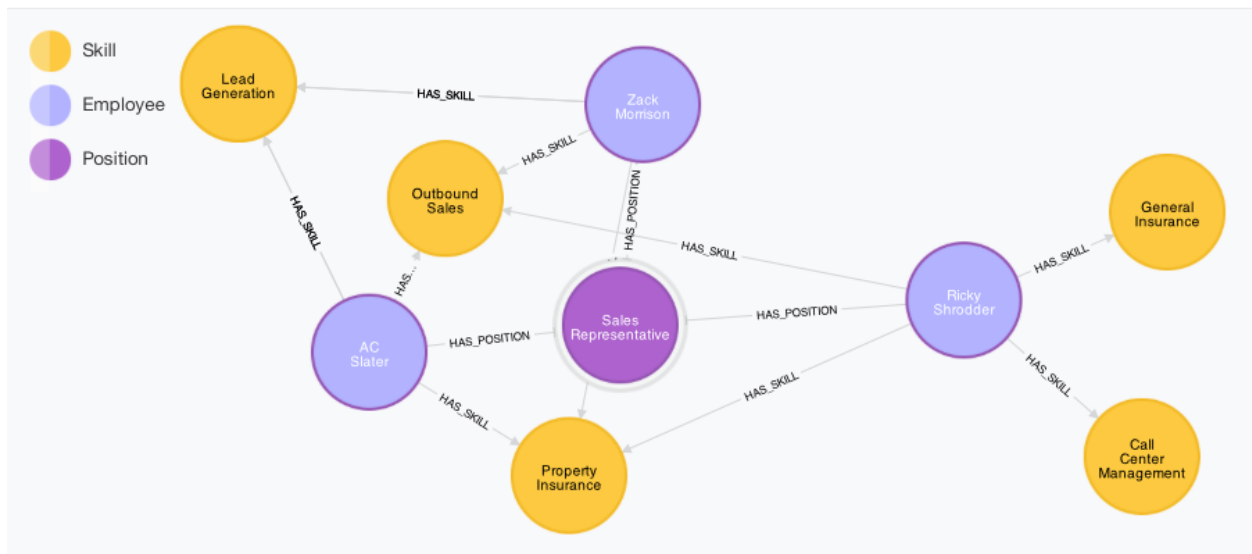 Skill
Employee
Position
Lead
Generation
HAS_SKILL
Zack
Morrison
HAS_SKILL
Outbound
Sales
HAS_POSITION
General
Insurance
HAS_SKILL
HAS_SKILL
HAS_SKILL
HAS...
Ricky
Shrodder
Sales
Representative
HAS_POSITION
HAS_POSITION
AC
Slater
HAS_SKILL
HAS_SKILL
HAS_SKILL
Property
Insurance
Call
Center
Management